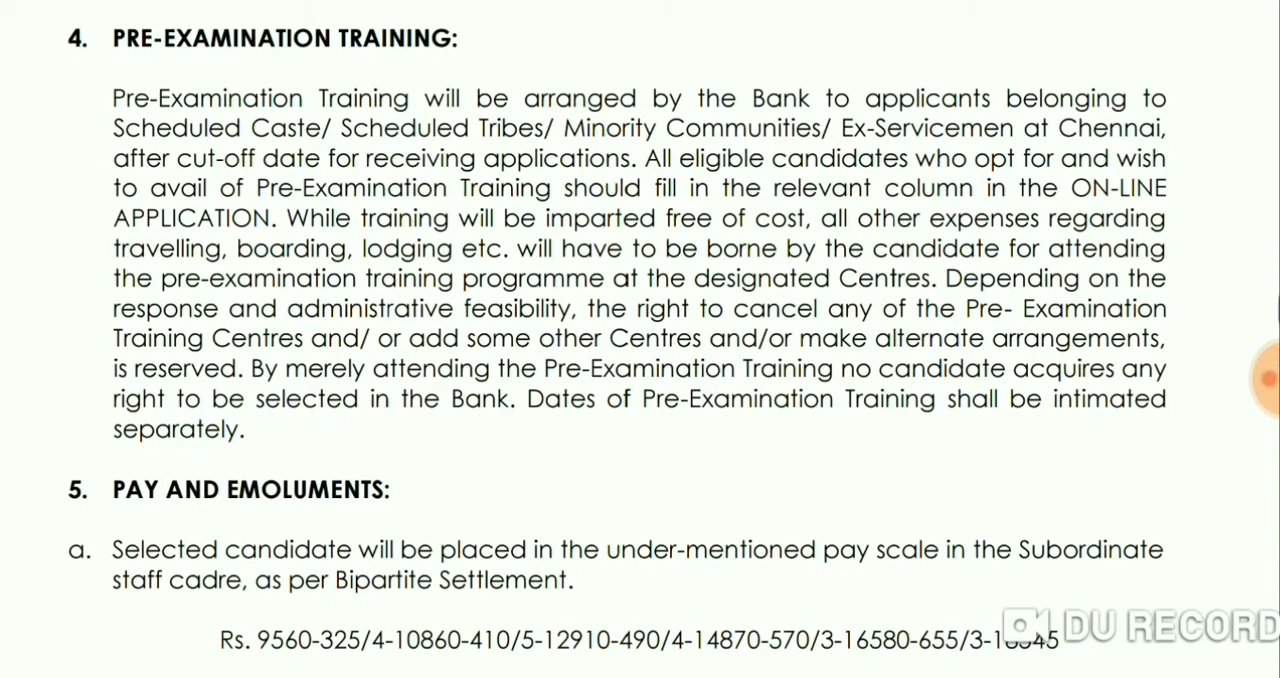 4. PRE-EXAMINATION TRAINING:
Pre-Examination Training will be arranged by the Bank to applicants belonging to
Scheduled Caste/ Scheduled Tribes/ Minority Communities/ Ex-Servicemen at Chennai,
after cut-off date for receiving applications. All eligible candidates who opt for and wish
to avail of Pre-Examination Training should fill in the relevant column in the ON-LINE
APPLICATION. While training will be imparted free of cost, all other expenses regarding
travelling, boarding, lodging etc. will have to be borne by the candidate for attending
the pre-examination training programme at the designated Centres. Depending on the
response and administrative feasibility, the right to cancel any of the Pre- Examination
Training Centres and/ or add some other Centres and/or make alternate arrangements,
is reserved. By merely attending the Pre-Examination Training no candidate acquires any
right to be selected in the Bank. Dates of Pre-Examination Training shall be intimated
separately.
5. PAY AND EMOLUMENTS:
a. Selected candidate will be placed in the under-mentioned pay scale in the Subordinate
staff cadre, as per Bipartite Settlement.
Rs. 9560-325/4-10860-410/5-12910-490/4-14870-570/3-16580-655/3-
DU RECORD